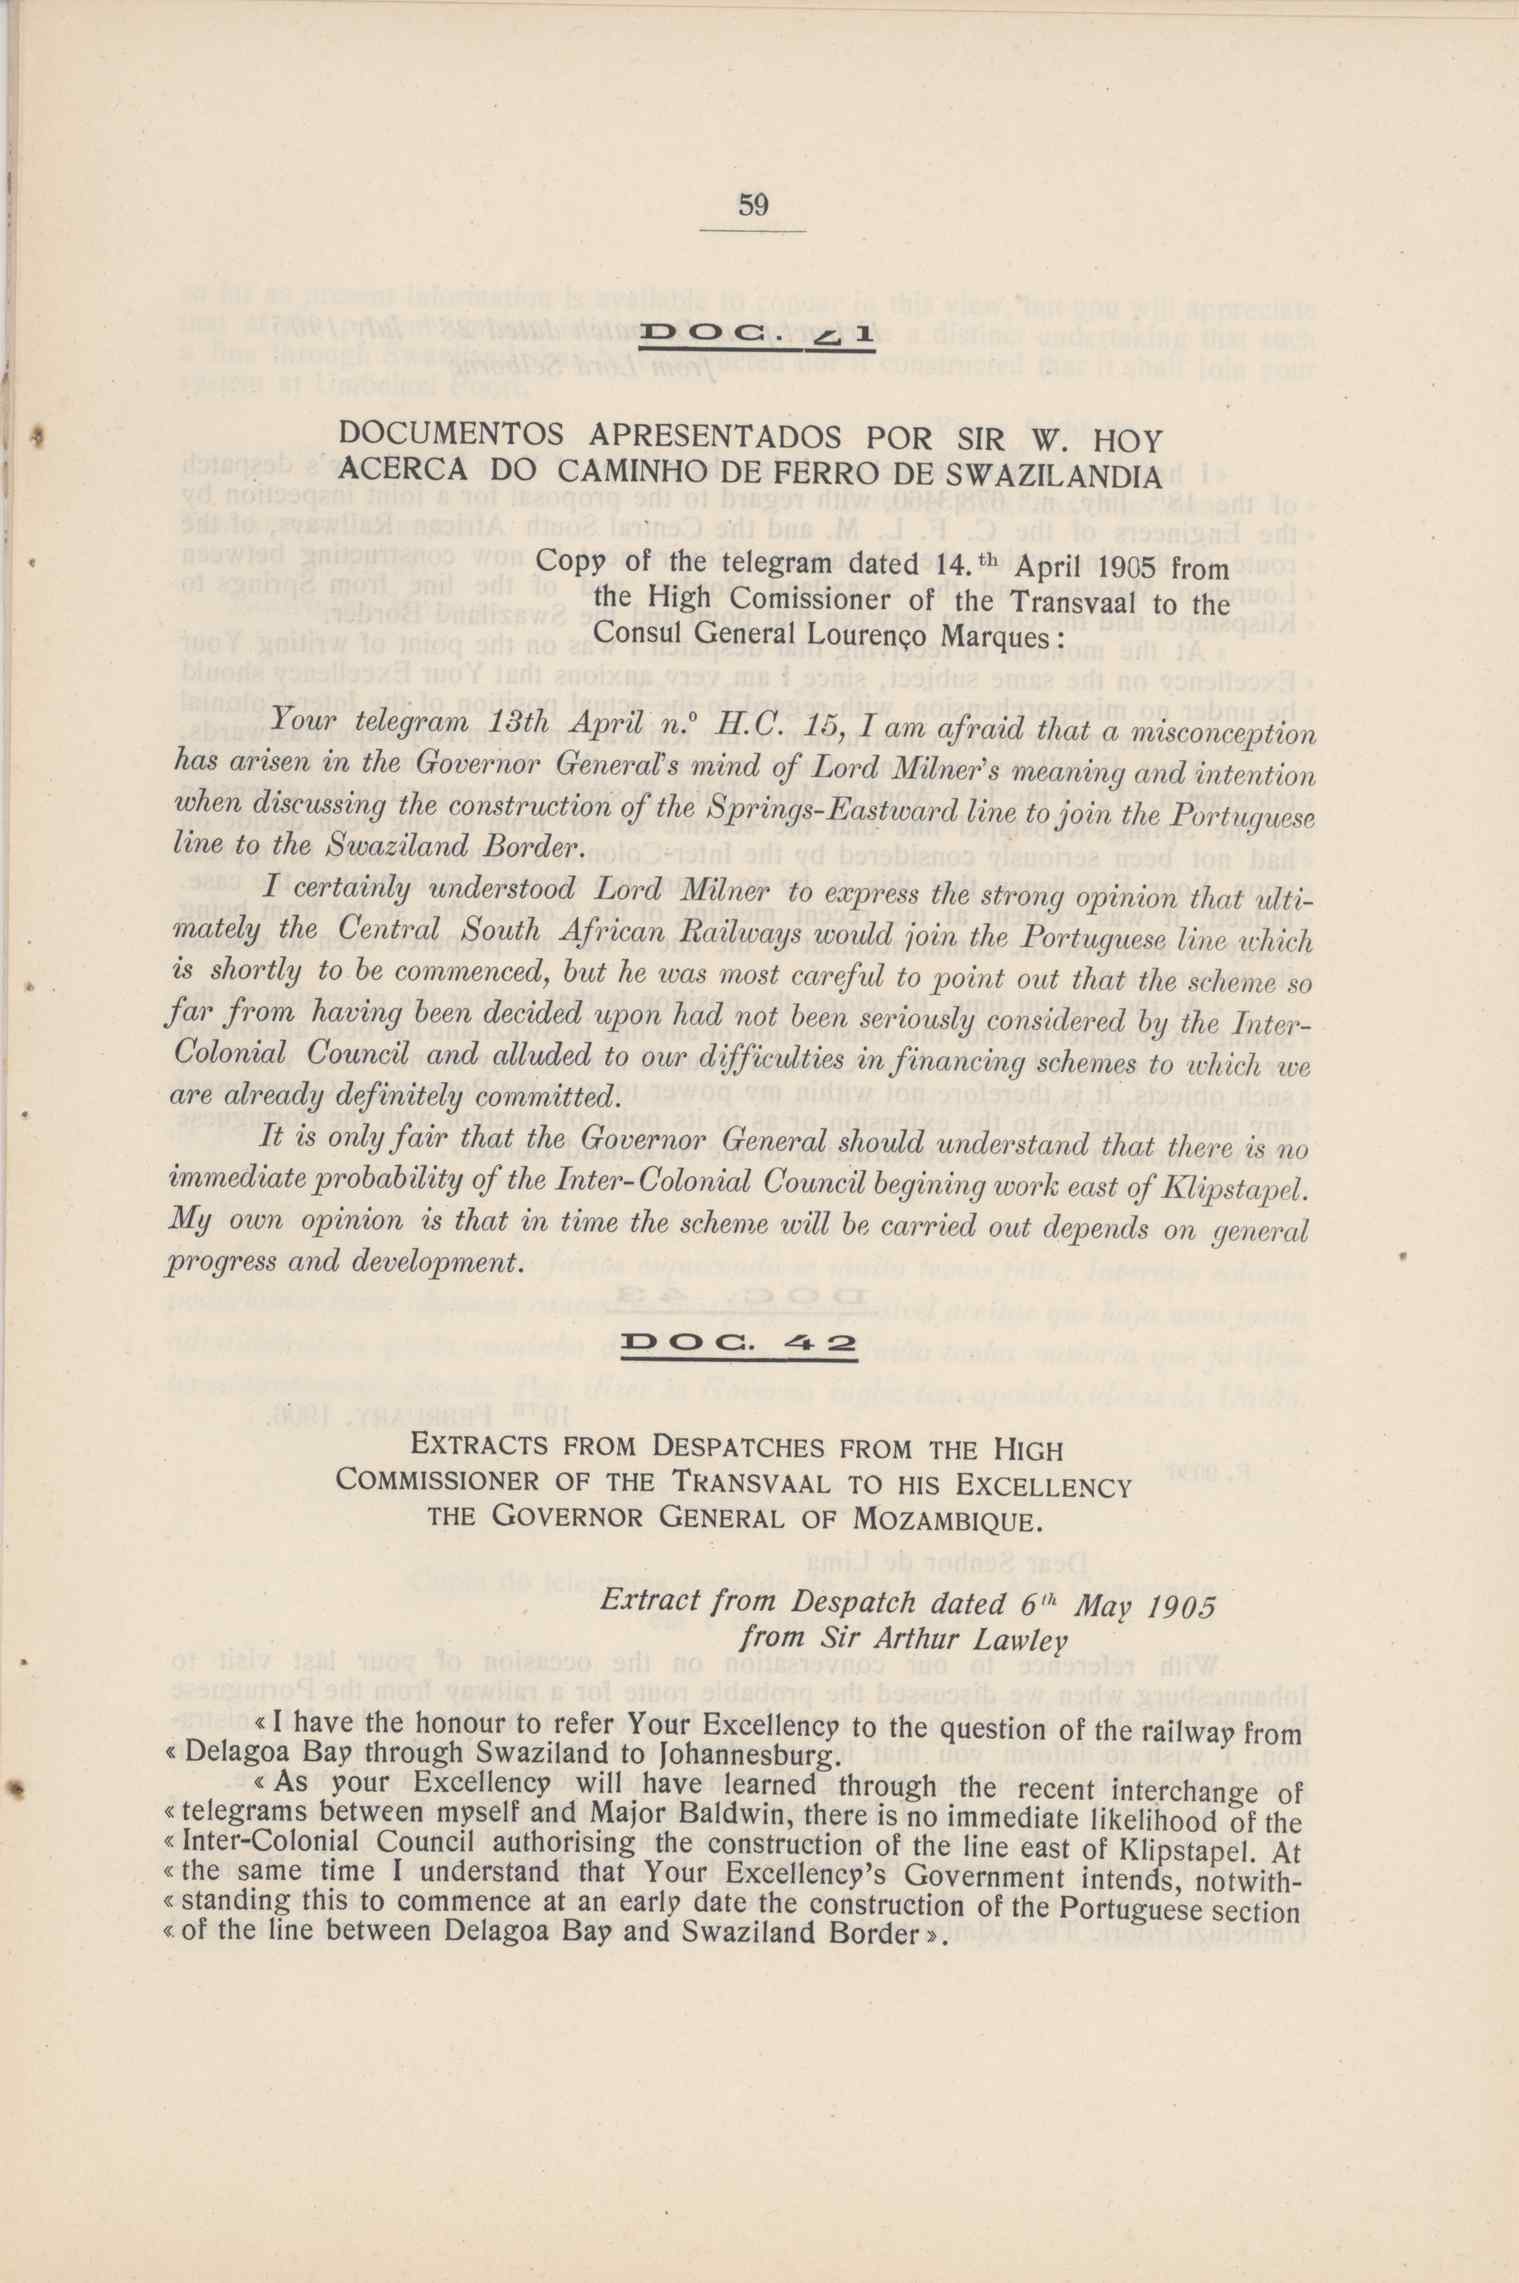 59
DOC. 41
DOCUMENTOS APRESENTADOS POR SIR W. HOY
ACERCA DO CAMINHO DE FERRO DE SWAZILANDIA
Copy of the telegram dated 14.th April 1905 from
the High Comissioner of the Transvaal to the
Consul General Lourenço Marques:
Your telegram 13th April n.º H.C. 15, I am afraid that a misconception
has arisen in the Governor General's mind of Lord Milner's meaning and intention
when discussing the construction of the Springs-Eastward line to join the Portuguese
line to the Swaziland Border.
I certainly understood Lord Milner to express the strong opinion that ulti-
mately the Central South African Railways would join the Portuguese line which
is shortly to be commenced, but he was most careful to point out that the scheme so
far from having been decided upon had not been seriously considered by the Inter-
Colonial Council and alluded to our difficulties in financing schemes to which we
are already definitely committed.
It is only fair that the Governor General should understand that there is no
immediate probability of the Inter-Colonial Council begining work east of Klipstapel.
My own opinion is that in time the scheme will be carried out depends on general
progress and development.
DOC. 42
EXTRACTS FROM DESPATCHES FROM THE HIGH
COMMISSIONER OF THE TRANSVAAL TO HIS EXCELLENCY
THE GOVERNOR GENERAL OF MOZAMBIQUE.
Extract from Despatch dated 6th May 1905
from Sir Arthur Lawley
«I have the honour to refer Your Excellency to the question of the railway from
«Delagoa Bay through Swaziland to Johannesburg.
«As your Excellency will have learned through the recent interchange of
«telegrams between myself and Major Baldwin, there is no immediate likelihood of the
«Inter-Colonial Council authorising the construction of the line east of Klipstapel. At
«the same time I understand that Your Excellency's Government intends, notwith-
«standing this to commence at an early date the construction of the Portuguese section
«of the line between Delagoa Bay and Swaziland Border».